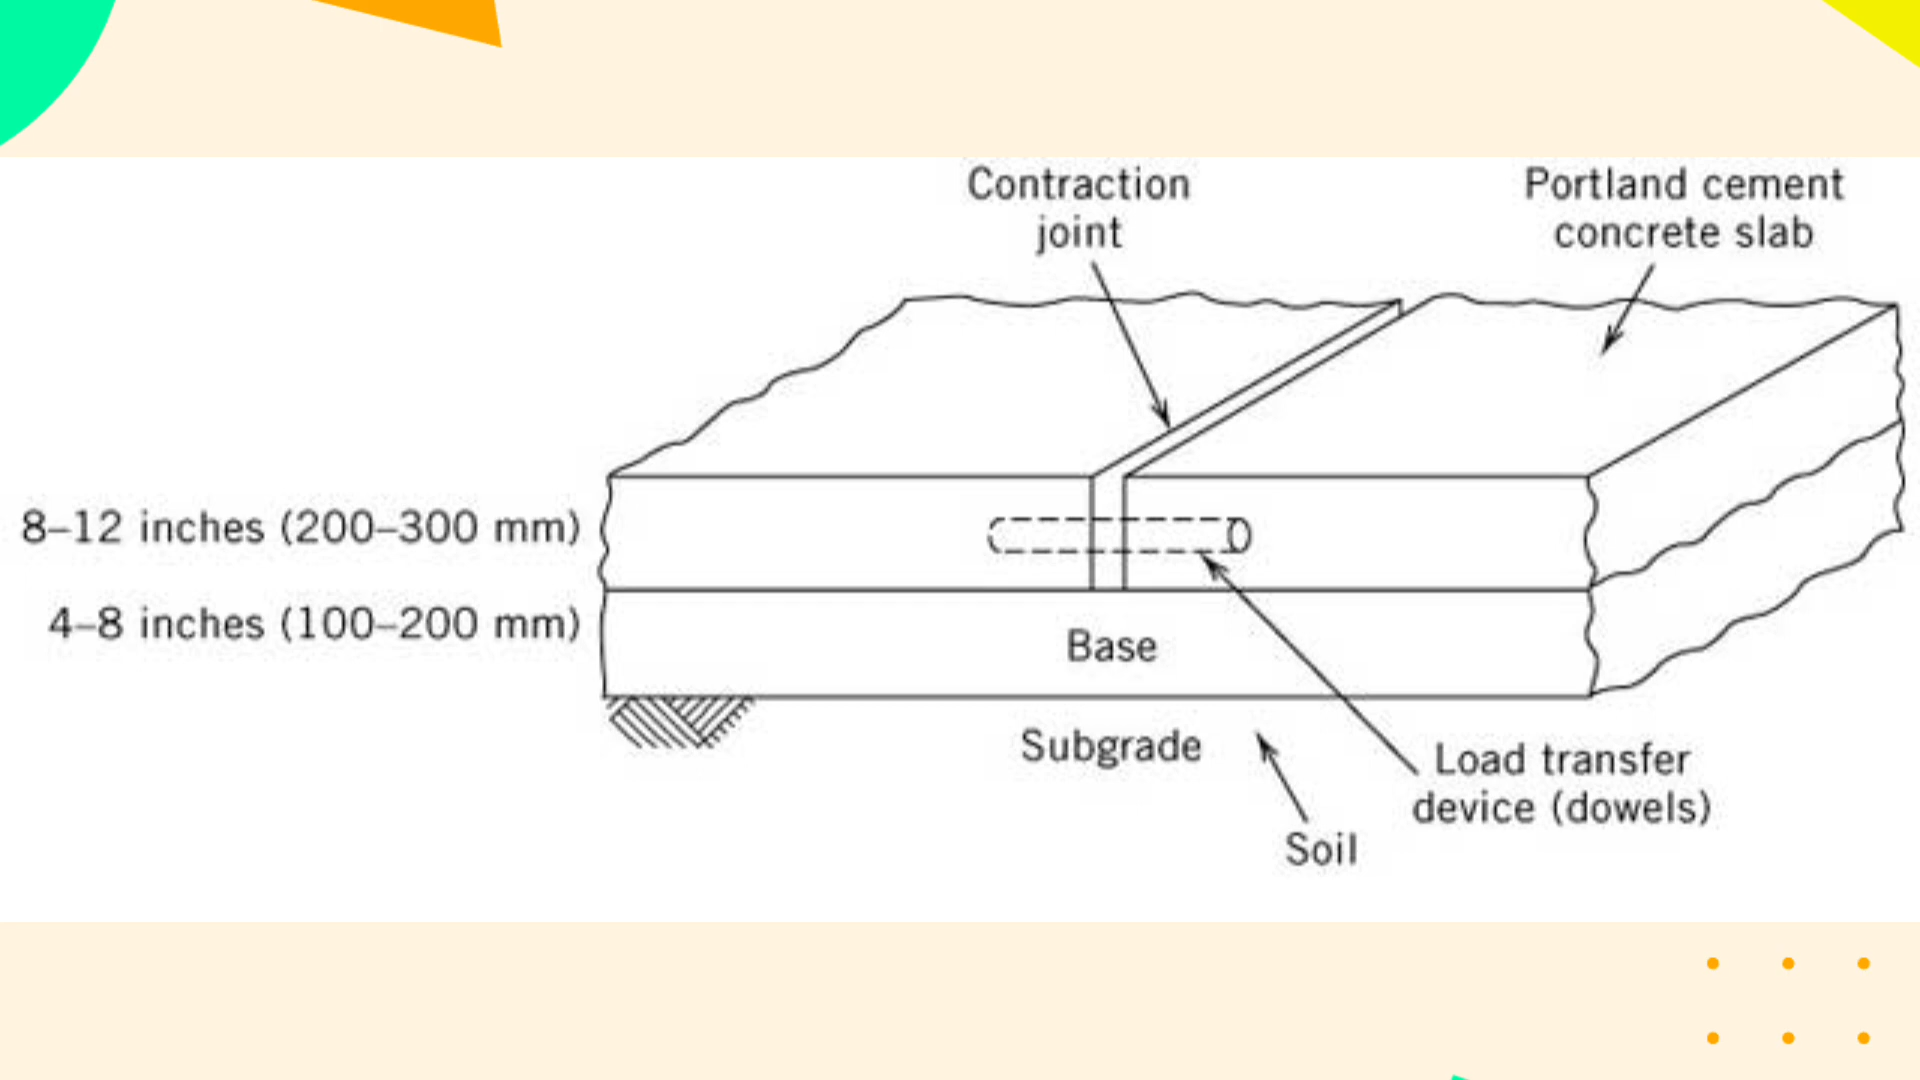 Contraction
joint
Portland cement
concrete slab
8–12 inches (200–300 mm)
4–8 inches (100–200 mm)
Base
Subgrade
Load transfer
device (dowels)
Soil